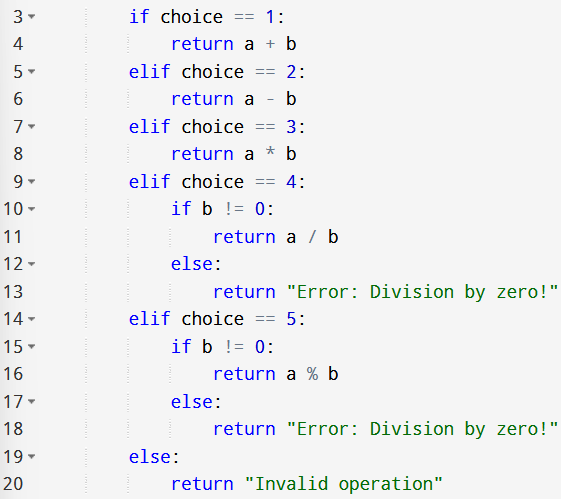 3 if choice == 1:
4 return a + b
5 elif choice == 2:
6 return a - b
7 elif choice == 3:
8 return a * b
9 elif choice == 4:
10 if b != 0:
11 return a / b
12 else:
13 return "Error: Division by zero!"
14 elif choice == 5:
15 if b != 0:
16 return a % b
17 else:
18 return "Error: Division by zero!"
19 else:
20 return "Invalid operation"